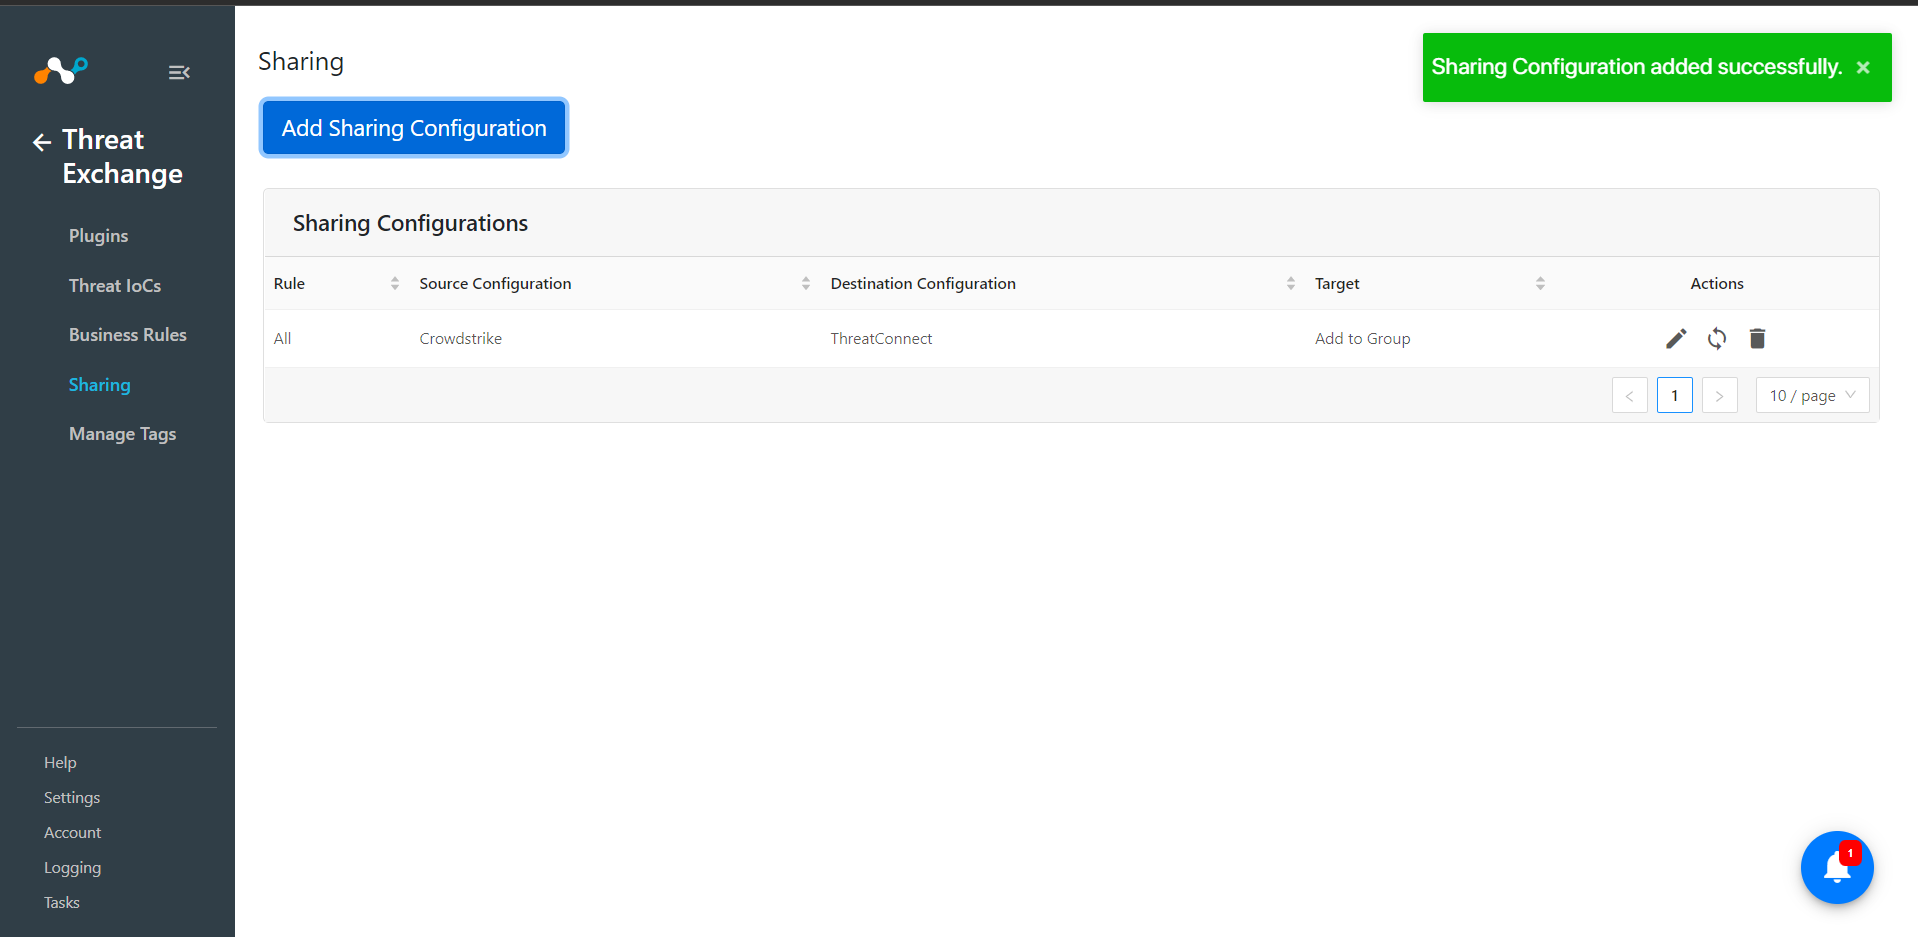 Threat
Exchange
Plugins
Threat IoCs
Business Rules
Sharing
Manage Tags
Help
Settings
Account
Logging
Tasks
Sharing
Sharing Configuration added successfully. ×
Add Sharing Configuration
Sharing Configurations
Rule Source Configuration Destination Configuration Target Actions
All Crowdstrike ThreatConnect Add to Group
< 1 > 10 / page
1